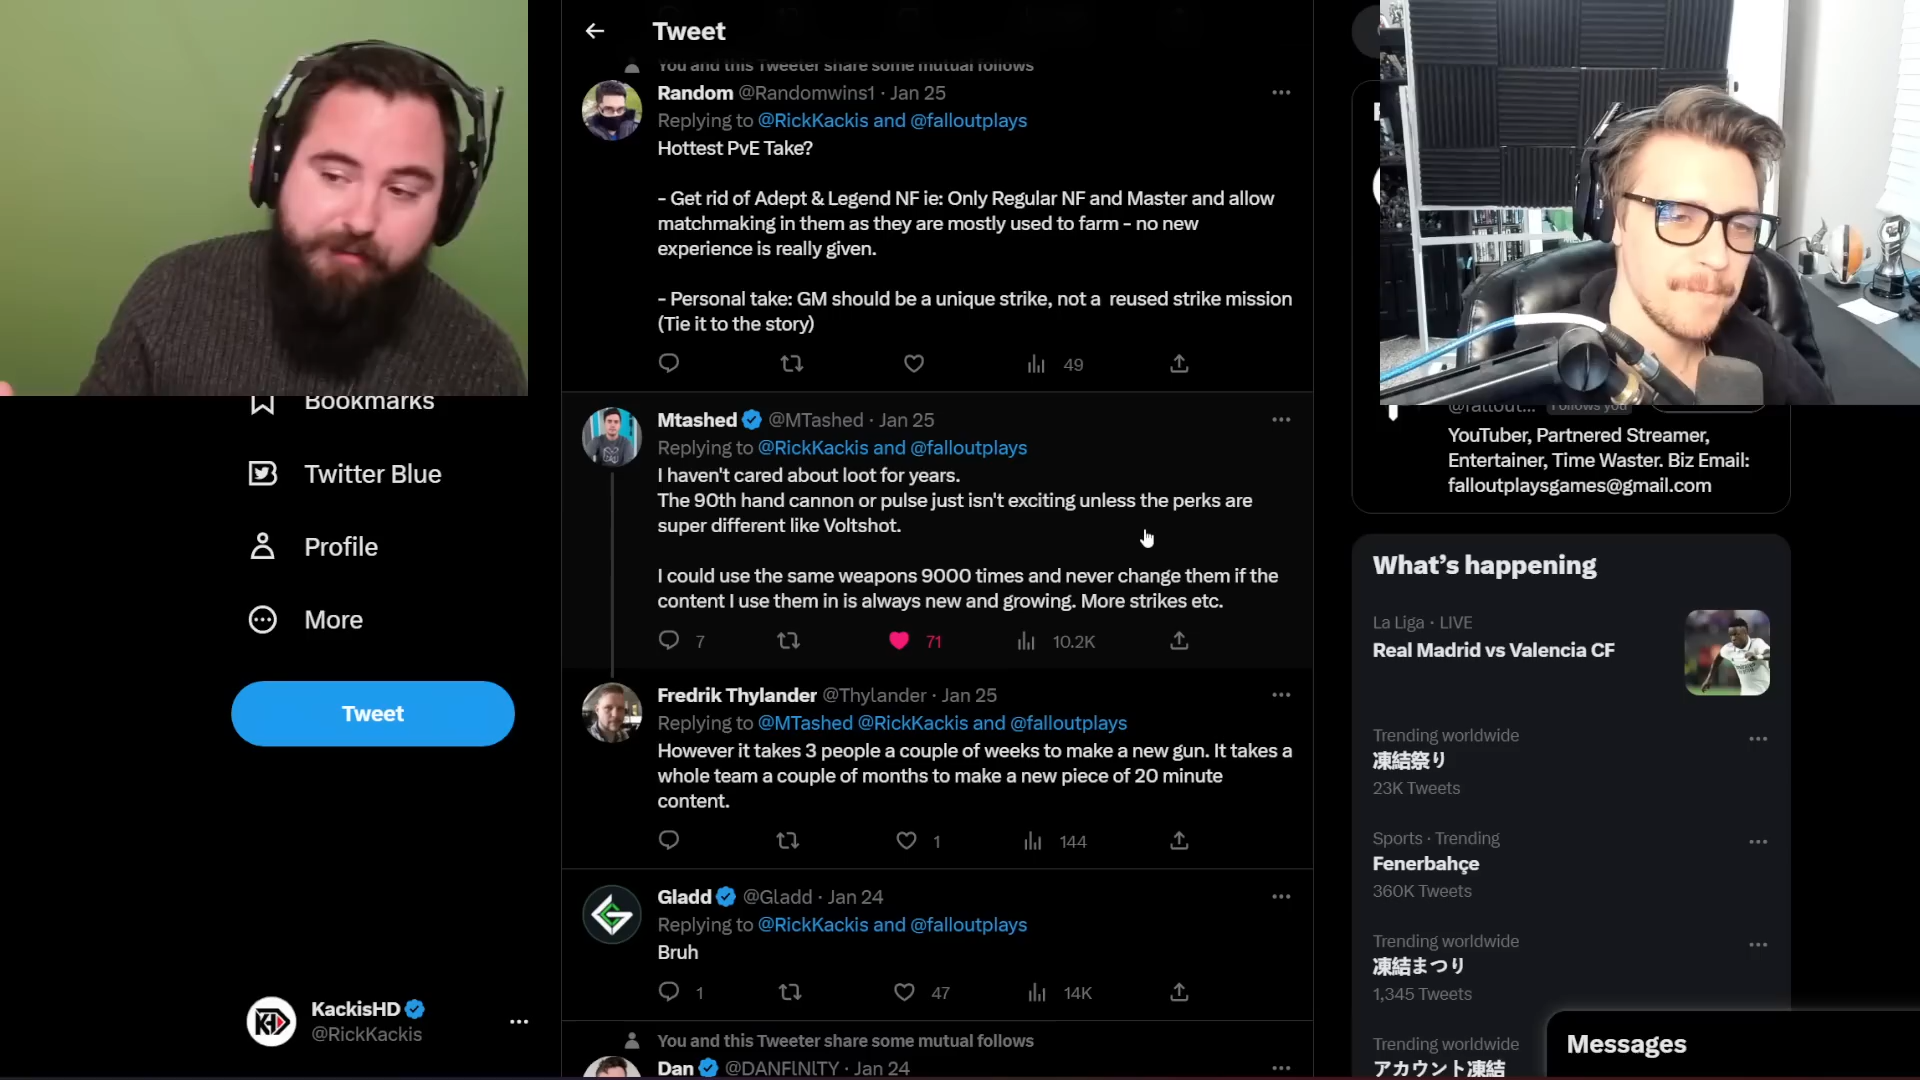 Tweet
You and this Tweeter share some mutual follows
Random @Randomwins1 · Jan 25
Replying to @RickKackis and @falloutplays
Hottest PvE Take?
- Get rid of Adept & Legend NF ie: Only Regular NF and Master and allow
matchmaking in them as they are mostly used to farm - no new
experience is really given.
- Personal take: GM should be a unique strike, not a reused strike mission
(Tie it to the story)
49
Mtashed @MTashed · Jan 25
Replying to @RickKackis and @falloutplays
I haven't cared about loot for years.
The 90th hand cannon or pulse just isn't exciting unless the perks are
super different like Voltshot.
I could use the same weapons 9000 times and never change them if the
content I use them in is always new and growing. More strikes etc.
7 71 10.2K
Fredrik Thylander @Thylander · Jan 25
Replying to @MTashed @RickKackis and @falloutplays
However it takes 3 people a couple of weeks to make a new gun. It takes a
whole team a couple of months to make a new piece of 20 minute
content.
1 144
Gladd @Gladd · Jan 24
Replying to @RickKackis and @falloutplays
Bruh
1 47 14K
You and this Tweeter share some mutual follows
Dan @DANFlNlTY · Jan 24
Bookmarks
Twitter Blue
Profile
More
Tweet
KackisHD
@RickKackis
@fallout... Follows you
YouTuber, Partnered Streamer,
Entertainer, Time Waster. Biz Email:
falloutplaysgames@gmail.com
What's happening
La Liga · LIVE
Real Madrid vs Valencia CF
Trending worldwide
凍結祭り
23K Tweets
Sports · Trending
Fenerbahçe
360K Tweets
Trending worldwide
凍結まつり
1,345 Tweets
Trending worldwide
アカウント凍結
Messages